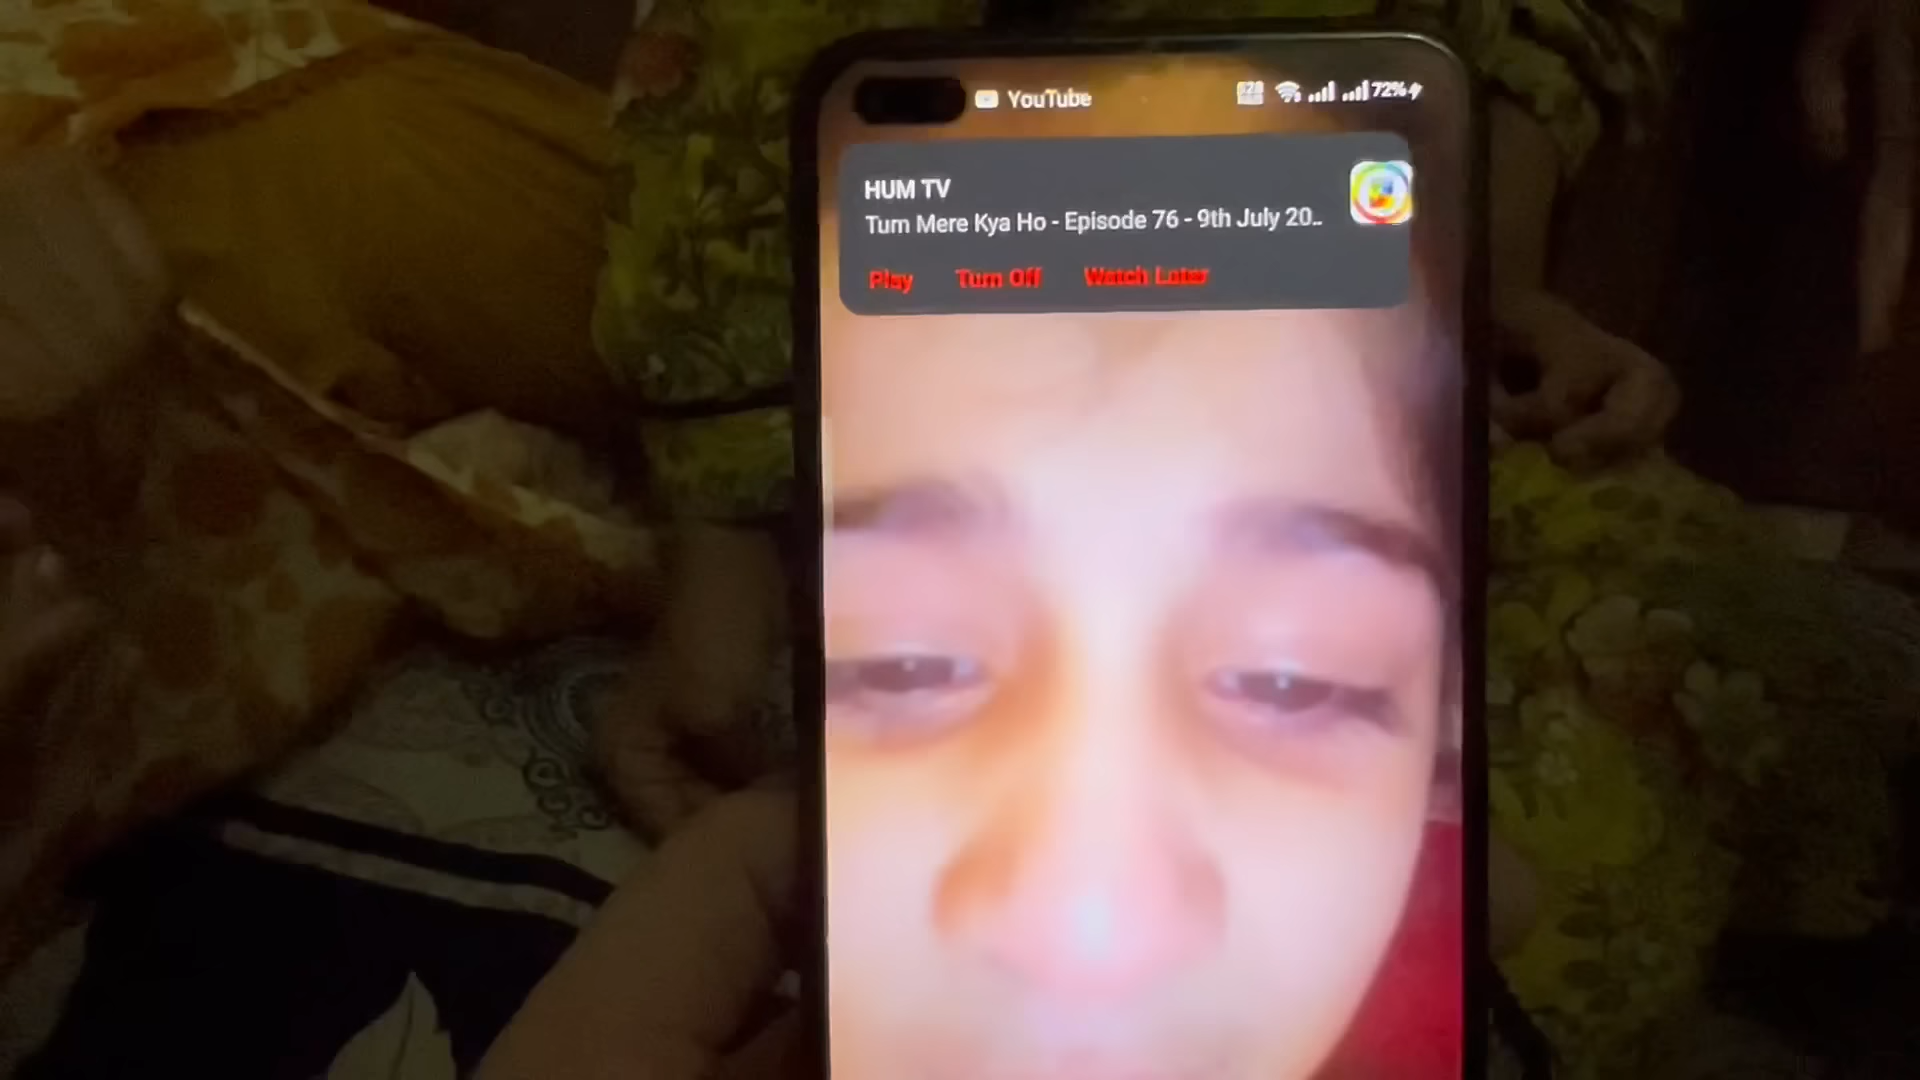 YouTube
72%
HUM TV
Tum Mere Kya Ho - Episode 76 - 9th July 20..
Play Turn Off Watch Later